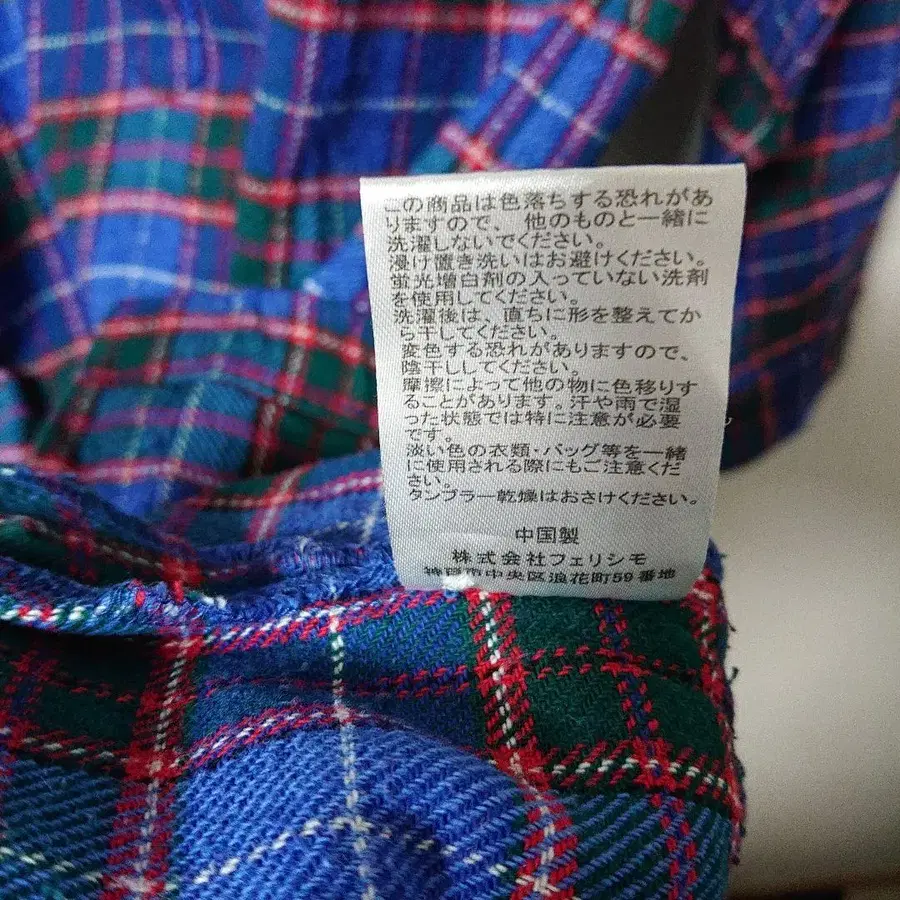 この商品は色落ちする恐れがあ
りますので、他のものと一緒に
洗濯しないでください。
浸け置き洗いはお避けください。
蛍光増白剤の入っていない洗剤
を使用してください。
洗濯後は、直ちに形を整えてか
ら干してください。
変色する恐れがありますので、
陰干ししてください。
摩擦によって他の物に色移りす
ることがあります。汗や雨で湿
った状態では特に注意が必要
です。
淡い色の衣類・バッグ等を一緒
に使用される際にもご注意くだ
さい。
タンブラー乾燥はおさけください。
中国製
株式会社フェリシモ
神戸市中央区浪花町59番地